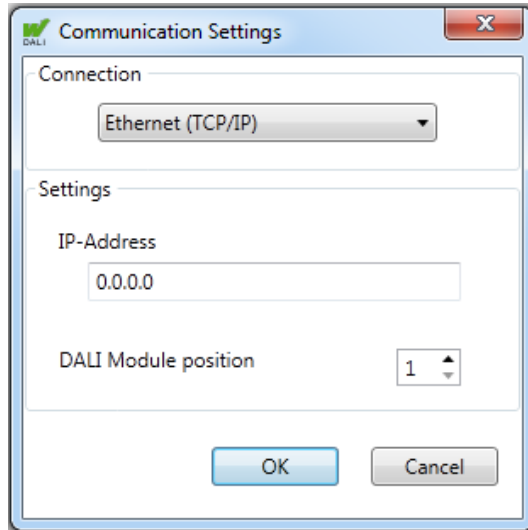 DALI
Communication Settings
Connection
Ethernet (TCP/IP)
Settings
IP-Address
0.0.0.0
DALI Module position
1
OK
Cancel